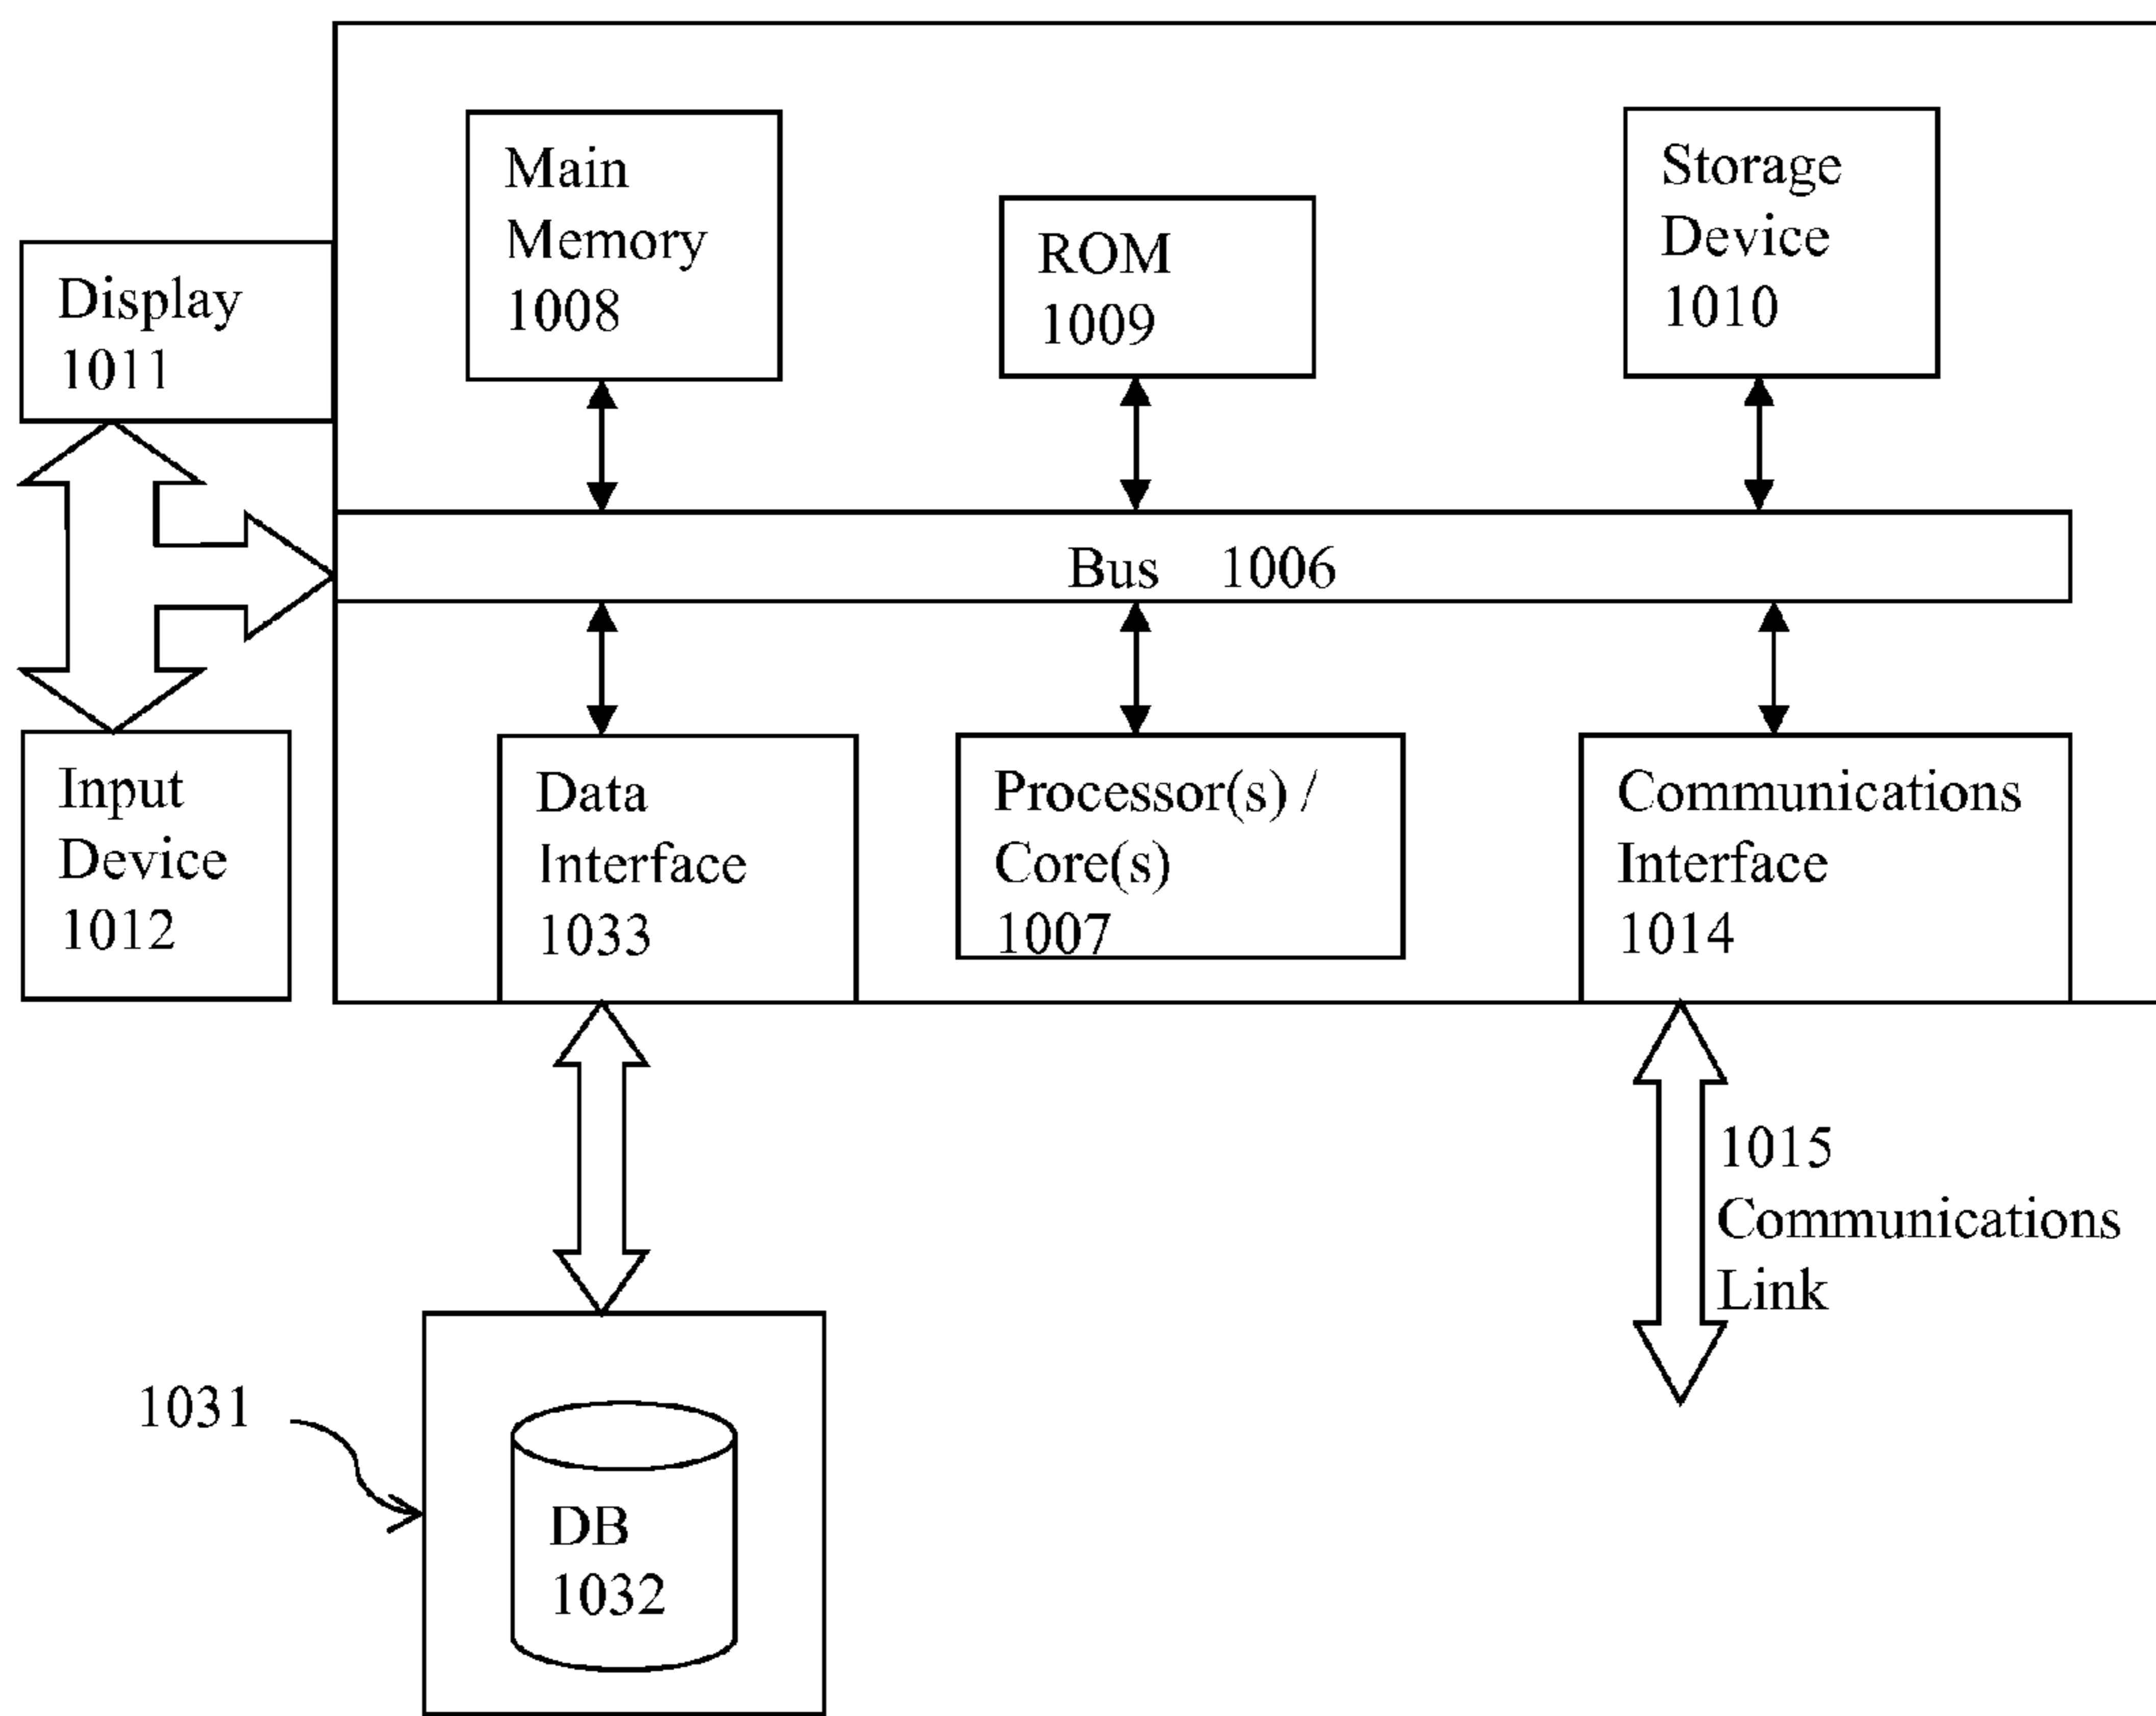 Main
Memory
1008
ROM
1009
Storage
Device
1010
Display
1011
Bus 1006
Input
Device
1012
Data
Interface
1033
Processor(s) /
Core(s)
1007
Communications
Interface
1014
1015
Communications
Link
1031
DB
1032